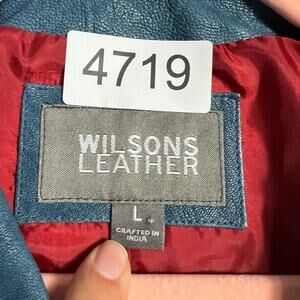 4719
WILSONS
LEATHER
L
CRAFTED IN
INDIA